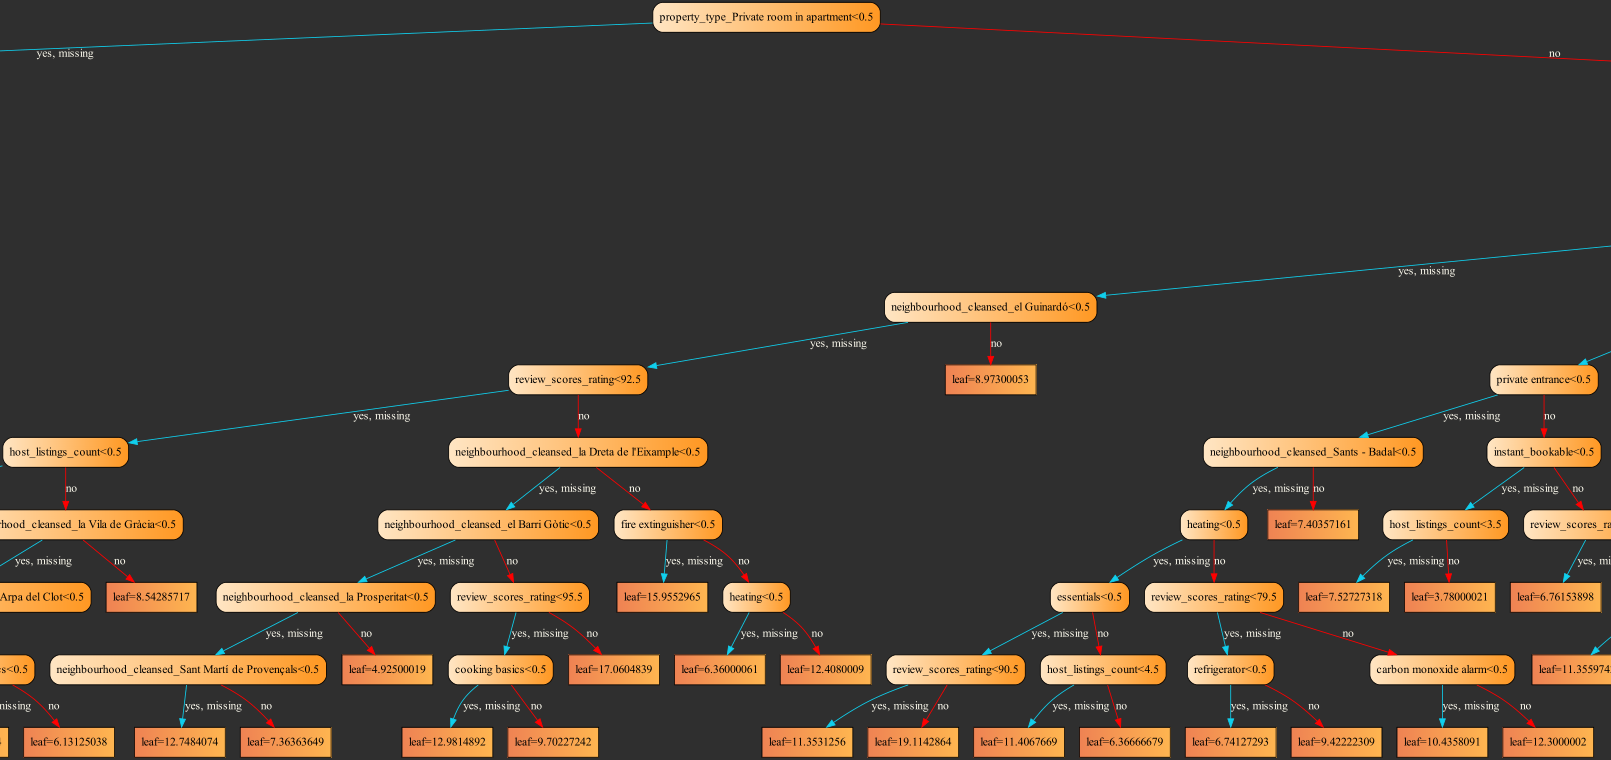 property_type_Private room in apartment<0.5
yes, missing
no
yes, missing
neighbourhood_cleansed_el Guinardó<0.5
yes, missing
no
review_scores_rating<92.5
leaf=8.97300053
private entrance<0.5
yes, missing
no
yes, missing
no
host_listings_count<0.5
neighbourhood_cleansed_la Dreta de l'Eixample<0.5
neighbourhood_cleansed_Sants - Badal<0.5
instant_bookable<0.5
no
yes, missing
no
yes, missing
no
yes, missing
no
rhood_cleansed_la Vila de Gràcia<0.5
neighbourhood_cleansed_el Barri Gòtic<0.5
fire extinguisher<0.5
heating<0.5
leaf=7.40357161
host_listings_count<3.5
review_scores_ra
yes, missing
no
yes, missing
no
yes, missing
no
yes, missing
no
yes, missing
no
yes, mi
Arpa del Clot<0.5
leaf=8.54285717
neighbourhood_cleansed_la Prosperitat<0.5
review_scores_rating<95.5
leaf=15.9552965
heating<0.5
essentials<0.5
review_scores_rating<79.5
leaf=7.52727318
leaf=3.78000021
leaf=6.76153898
yes, missing
no
yes, missing
no
yes, missing
no
yes, missing
no
yes, missing
no
s<0.5
neighbourhood_cleansed_Sant Martí de Provençals<0.5
leaf=4.92500019
cooking basics<0.5
leaf=17.0604839
leaf=6.36000061
leaf=12.4080009
review_scores_rating<90.5
host_listings_count<4.5
refrigerator<0.5
carbon monoxide alarm<0.5
leaf=11.355974
missing
no
yes, missing
no
yes, missing
no
yes, missing
no
yes, missing
no
yes, missing
no
yes, missing
no
leaf=6.13125038
leaf=12.7484074
leaf=7.36363649
leaf=12.9814892
leaf=9.70227242
leaf=11.3531256
leaf=19.1142864
leaf=11.4067669
leaf=6.36666679
leaf=6.74127293
leaf=9.42222309
leaf=10.4358091
leaf=12.3000002